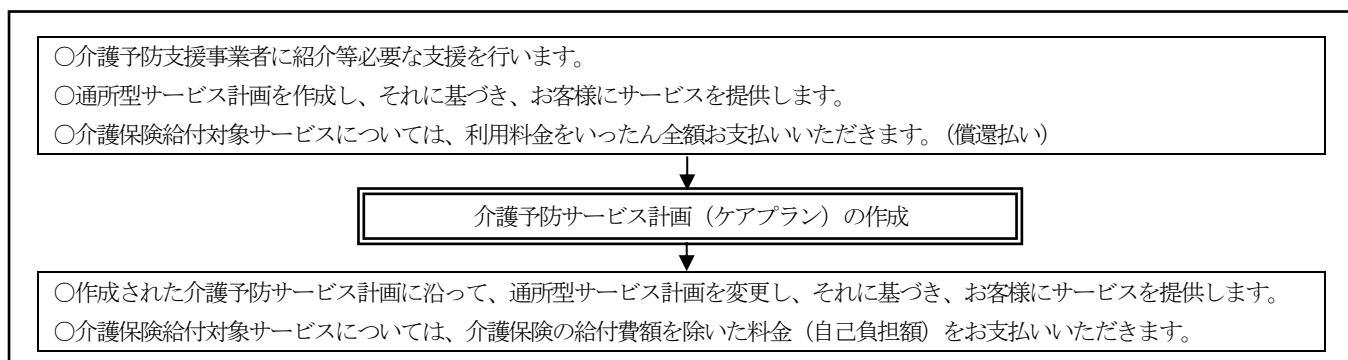 ○介護予防支援事業者に紹介等必要な支援を行います。
○通所型サービス計画を作成し、それに基づき、お客様にサービスを提供します。
○介護保険給付対象サービスについては、利用料金をいったん全額お支払いいただきます。（償還払い）
介護予防サービス計画（ケアプラン）の作成
○作成された介護予防サービス計画に沿って、通所型サービス計画を変更し、それに基づき、お客様にサービスを提供します。
○介護保険給付対象サービスについては、介護保険の給付費額を除いた料金（自己負担額）をお支払いいただきます。